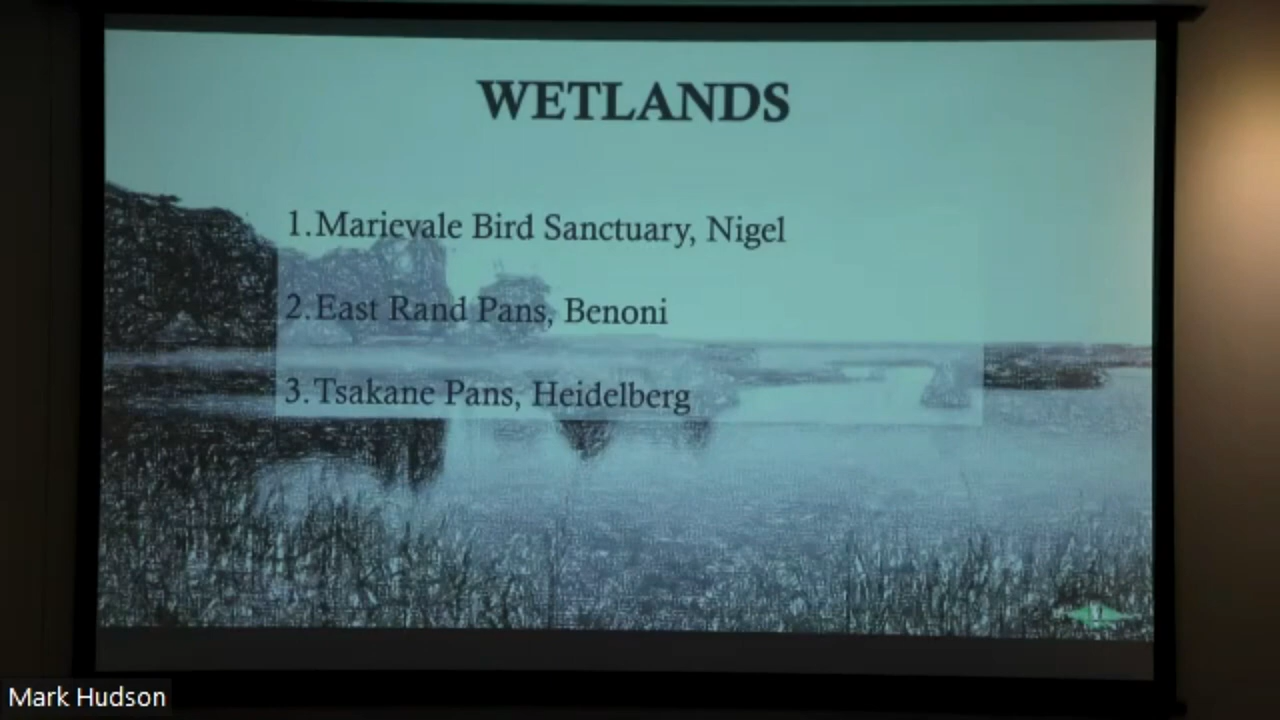 WETLANDS
1. Marievale Bird Sanctuary, Nigel
2. East Rand Pans, Benoni
3. Tsakane Pans, Heidelberg
Mark Hudson